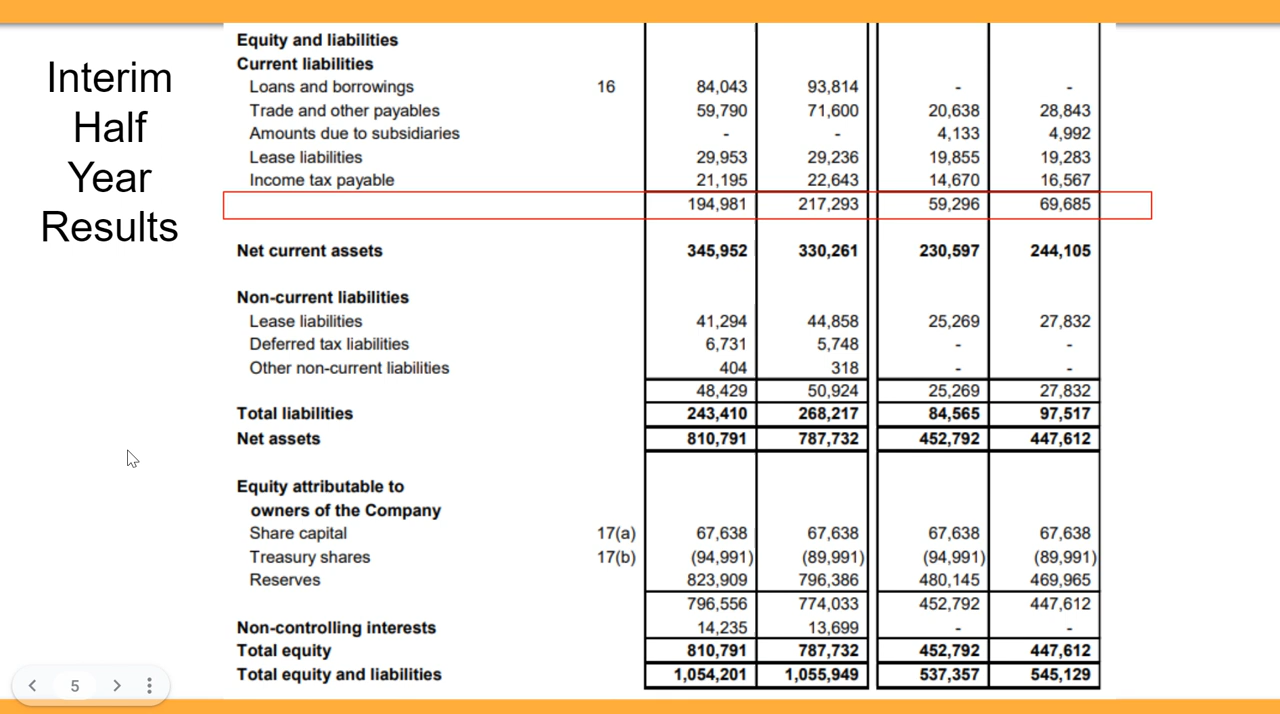 Interim
Half
Year
Results
Equity and liabilities
Current liabilities
Loans and borrowings 16 84,043 93,814 - -
Trade and other payables 59,790 71,600 20,638 28,843
Amounts due to subsidiaries - - 4,133 4,992
Lease liabilities 29,953 29,236 19,855 19,283
Income tax payable 21,195 22,643 14,670 16,567
194,981 217,293 59,296 69,685
Net current assets 345,952 330,261 230,597 244,105
Non-current liabilities
Lease liabilities 41,294 44,858 25,269 27,832
Deferred tax liabilities 6,731 5,748 - -
Other non-current liabilities 404 318 - -
48,429 50,924 25,269 27,832
Total liabilities 243,410 268,217 84,565 97,517
Net assets 810,791 787,732 452,792 447,612
Equity attributable to
owners of the Company
Share capital 17(a) 67,638 67,638 67,638 67,638
Treasury shares 17(b) (94,991) (89,991) (94,991) (89,991)
Reserves 823,909 796,386 480,145 469,965
796,556 774,033 452,792 447,612
Non-controlling interests 14,235 13,699 - -
Total equity 810,791 787,732 452,792 447,612
Total equity and liabilities 1,054,201 1,055,949 537,357 545,129
5